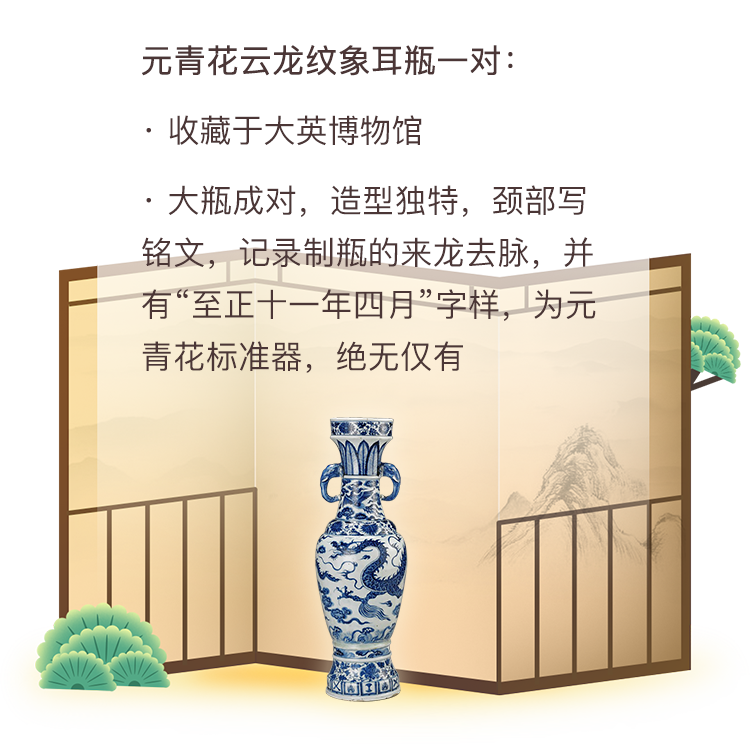 元青花云龙纹象耳瓶一对：
· 收藏于大英博物馆
· 大瓶成对，造型独特，颈部写
铭文，记录制瓶的来龙去脉，并
有“至正十一年四月”字样，为元
青花标准器，绝无仅有